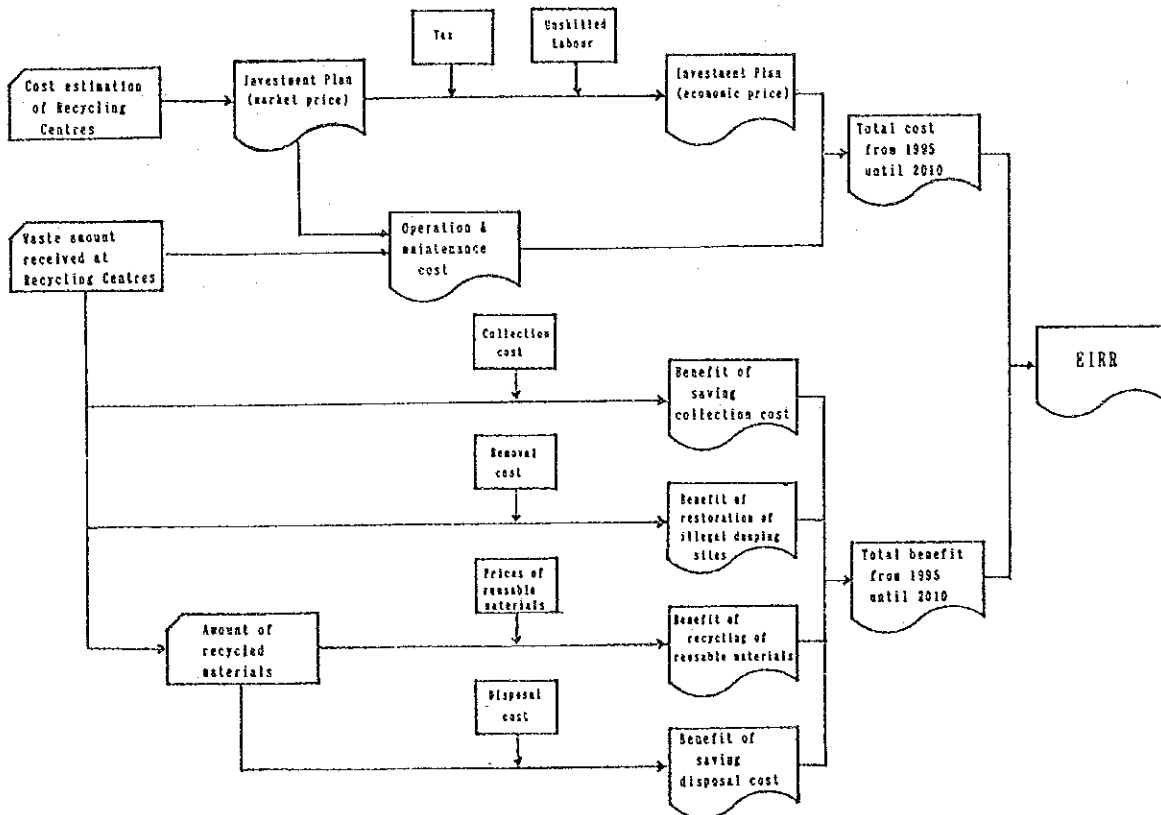 Tax
Unskilled
Labour
Cost estimation
of Recycling
Centres
Investment Plan
(market price)
Investment Plan
(economic price)
Total cost
from 1995
until 2010
Waste amount
received at
Recycling Centres
Operation &
maintenance
cost
Collection
cost
Benefit of
saving
collection cost
EIRR
Removal
cost
Benefit of
restoration of
illegal dumping
sites
Total benefit
from 1995
until 2010
Prices of
reusable
materials
Amount of
recycled
materials
Benefit of
recycling of
reusable materials
Disposal
cost
Benefit of
saving
disposal cost